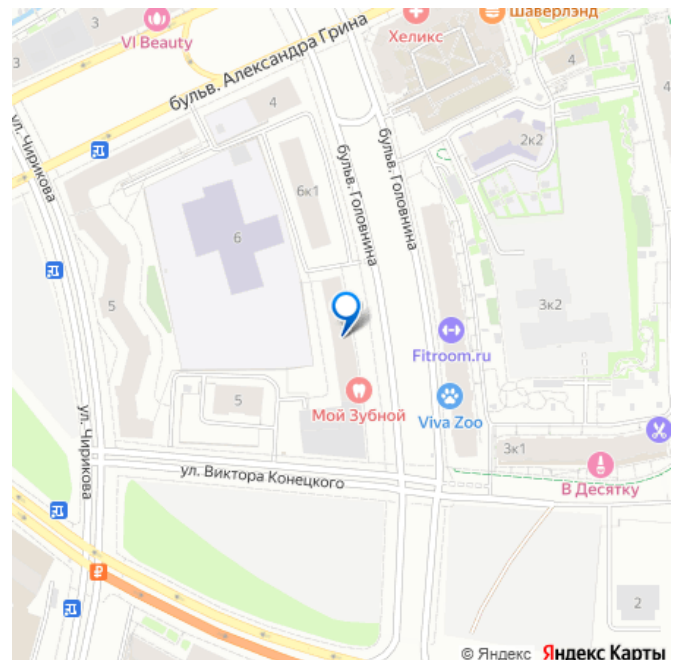 Шаверлэнд
3
VI Beauty
3
Хеликс
4
4
бульв. Александра Грина
4
ул. Чирикова
2к2
6к1
бульв. Головнина
бульв. Головнина
6
3к2
5
Fitroom.ru
5
Мой Зубной
Viva Zoo
ул. Чирикова
3к1
ул. Виктора Конецкого
В Десятку
2
© Яндекс Яндекс Карты